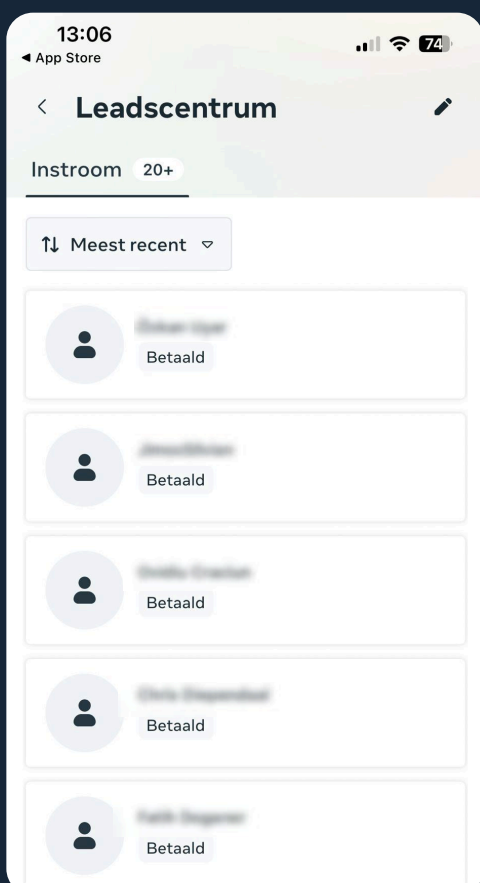 13:06
74
App Store
Leadscentrum
Instroom 20+
Meest recent
Betaald
Betaald
Betaald
Betaald
Betaald